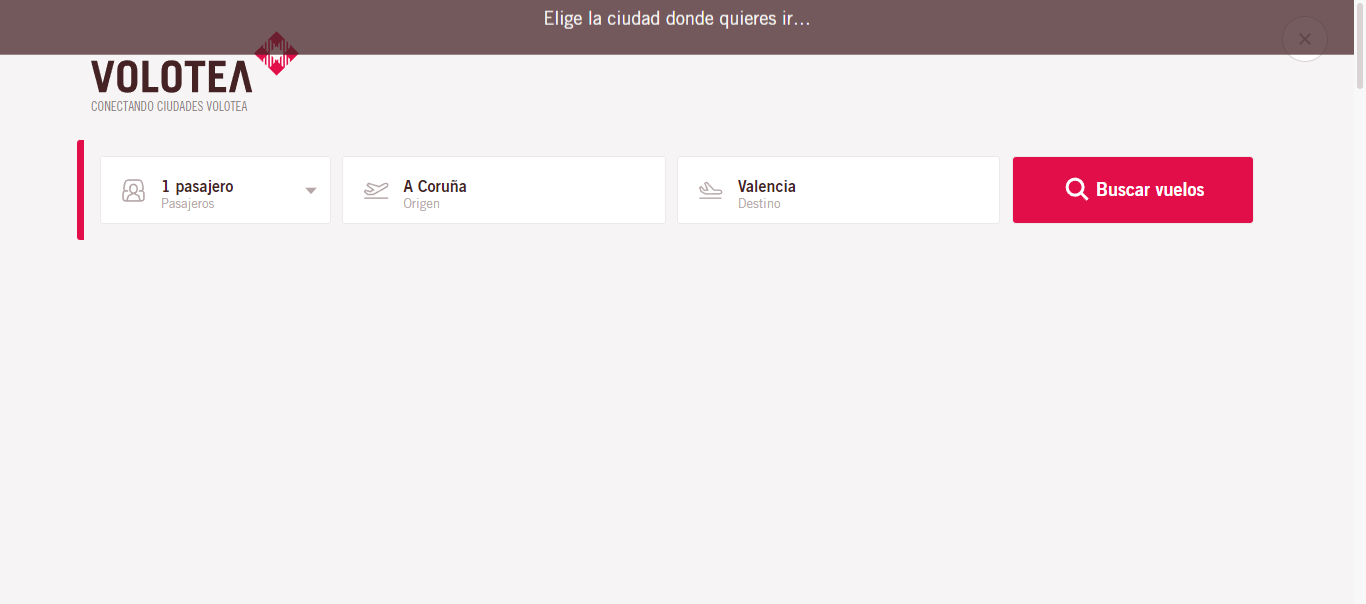 Elige la ciudad donde quieres ir...
VOLOTEA
CONECTANDO CIUDADES VOLOTEA
1 pasajero
Pasajeros
A Coruña
Origen
Valencia
Destino
Buscar vuelos